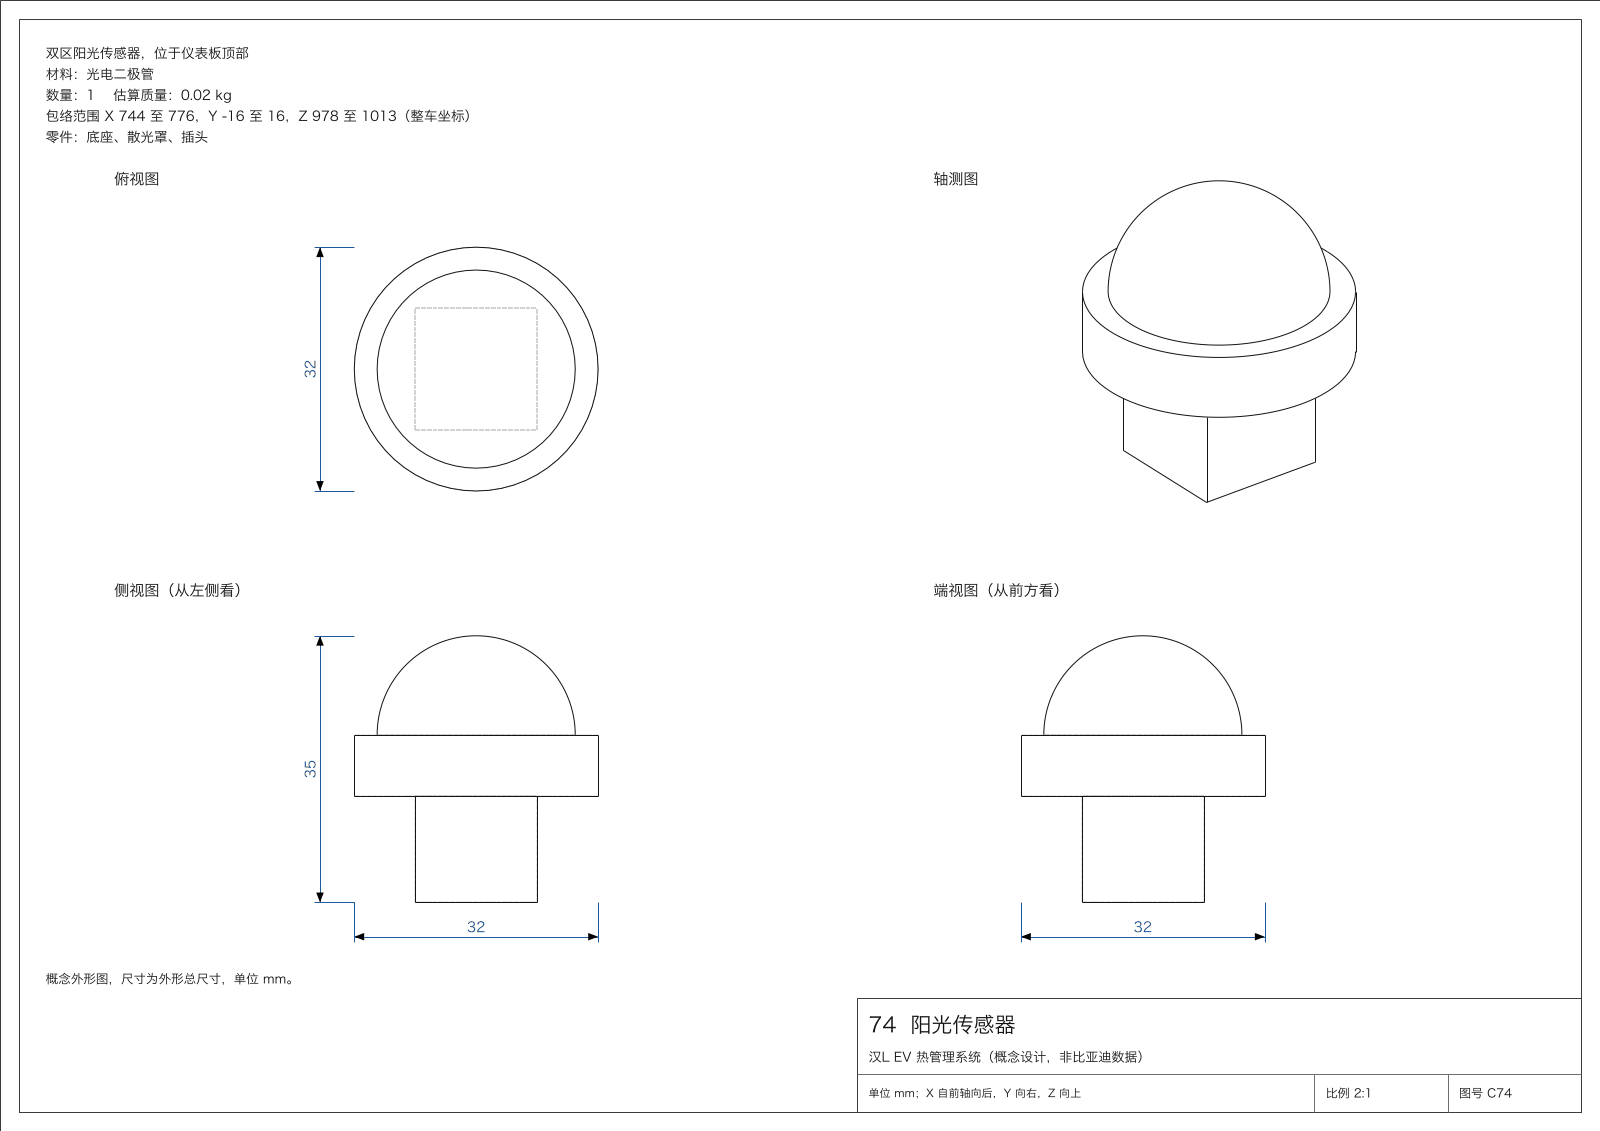 双区阳光传感器，位于仪表板顶部
材料：光电二极管
数量：1　估算质量：0.02 kg
包络范围 X 744 至 776，Y -16 至 16，Z 978 至 1013（整车坐标）
零件：底座、散光罩、插头
俯视图
轴测图
32
侧视图（从左侧看）
端视图（从前方看）
35
32
32
概念外形图，尺寸为外形总尺寸，单位 mm。
74 阳光传感器
汉L EV 热管理系统（概念设计，非比亚迪数据）
单位 mm；X 自前轴向后，Y 向右，Z 向上
比例 2:1
图号 C74